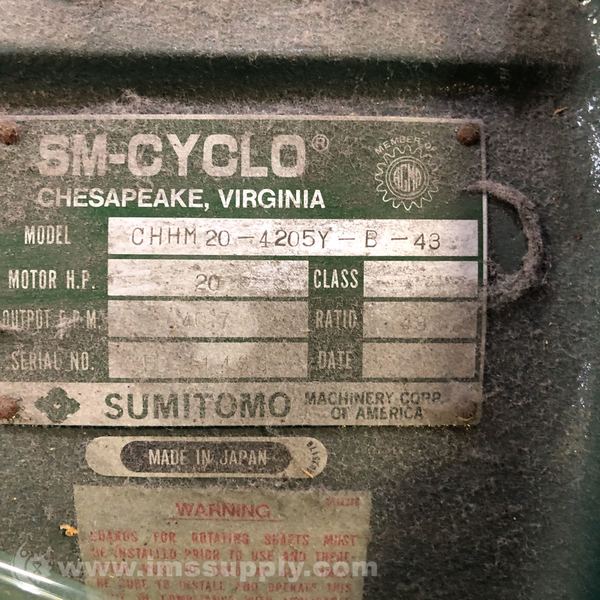 SM-CYCLO®
MEMBER OF
AGMA
CHESAPEAKE, VIRGINIA
MODEL CHHM 20-4205Y-B-43
MOTOR H.P. 20 CLASS
OUTPUT R.P.M. RATIO 43
SERIAL NO. DATE
SUMITOMO MACHINERY CORP.
OF AMERICA
MADE IN JAPAN
WARNING
GUARDS FOR ROTATING SHAFTS MUST
BE INSTALLED PRIOR TO USE AND THERE-
www.imssupply.com
BE SURE TO INSTALL AND OPERATE